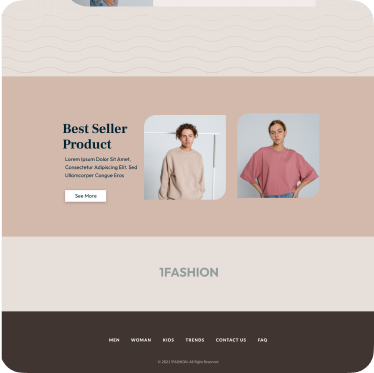 Best Seller
Product
Lorem Ipsum Dolor Sit Amet,
Consectetur Adipiscing Elit. Sed
Ullamcorper Congue Eros
See More
1FASHION
MEN WOMAN KIDS TRENDS CONTACT US FAQ
© 2021 1FASHION. All Rights Reserved